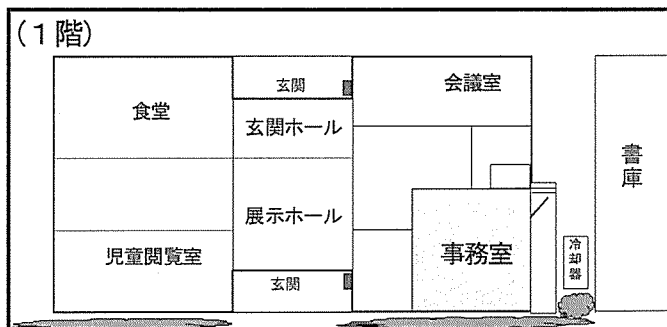 (1階)
玄関
会議室
食堂
玄関ホール
書庫
展示ホール
児童閲覧室
事務室
冷却器
玄関